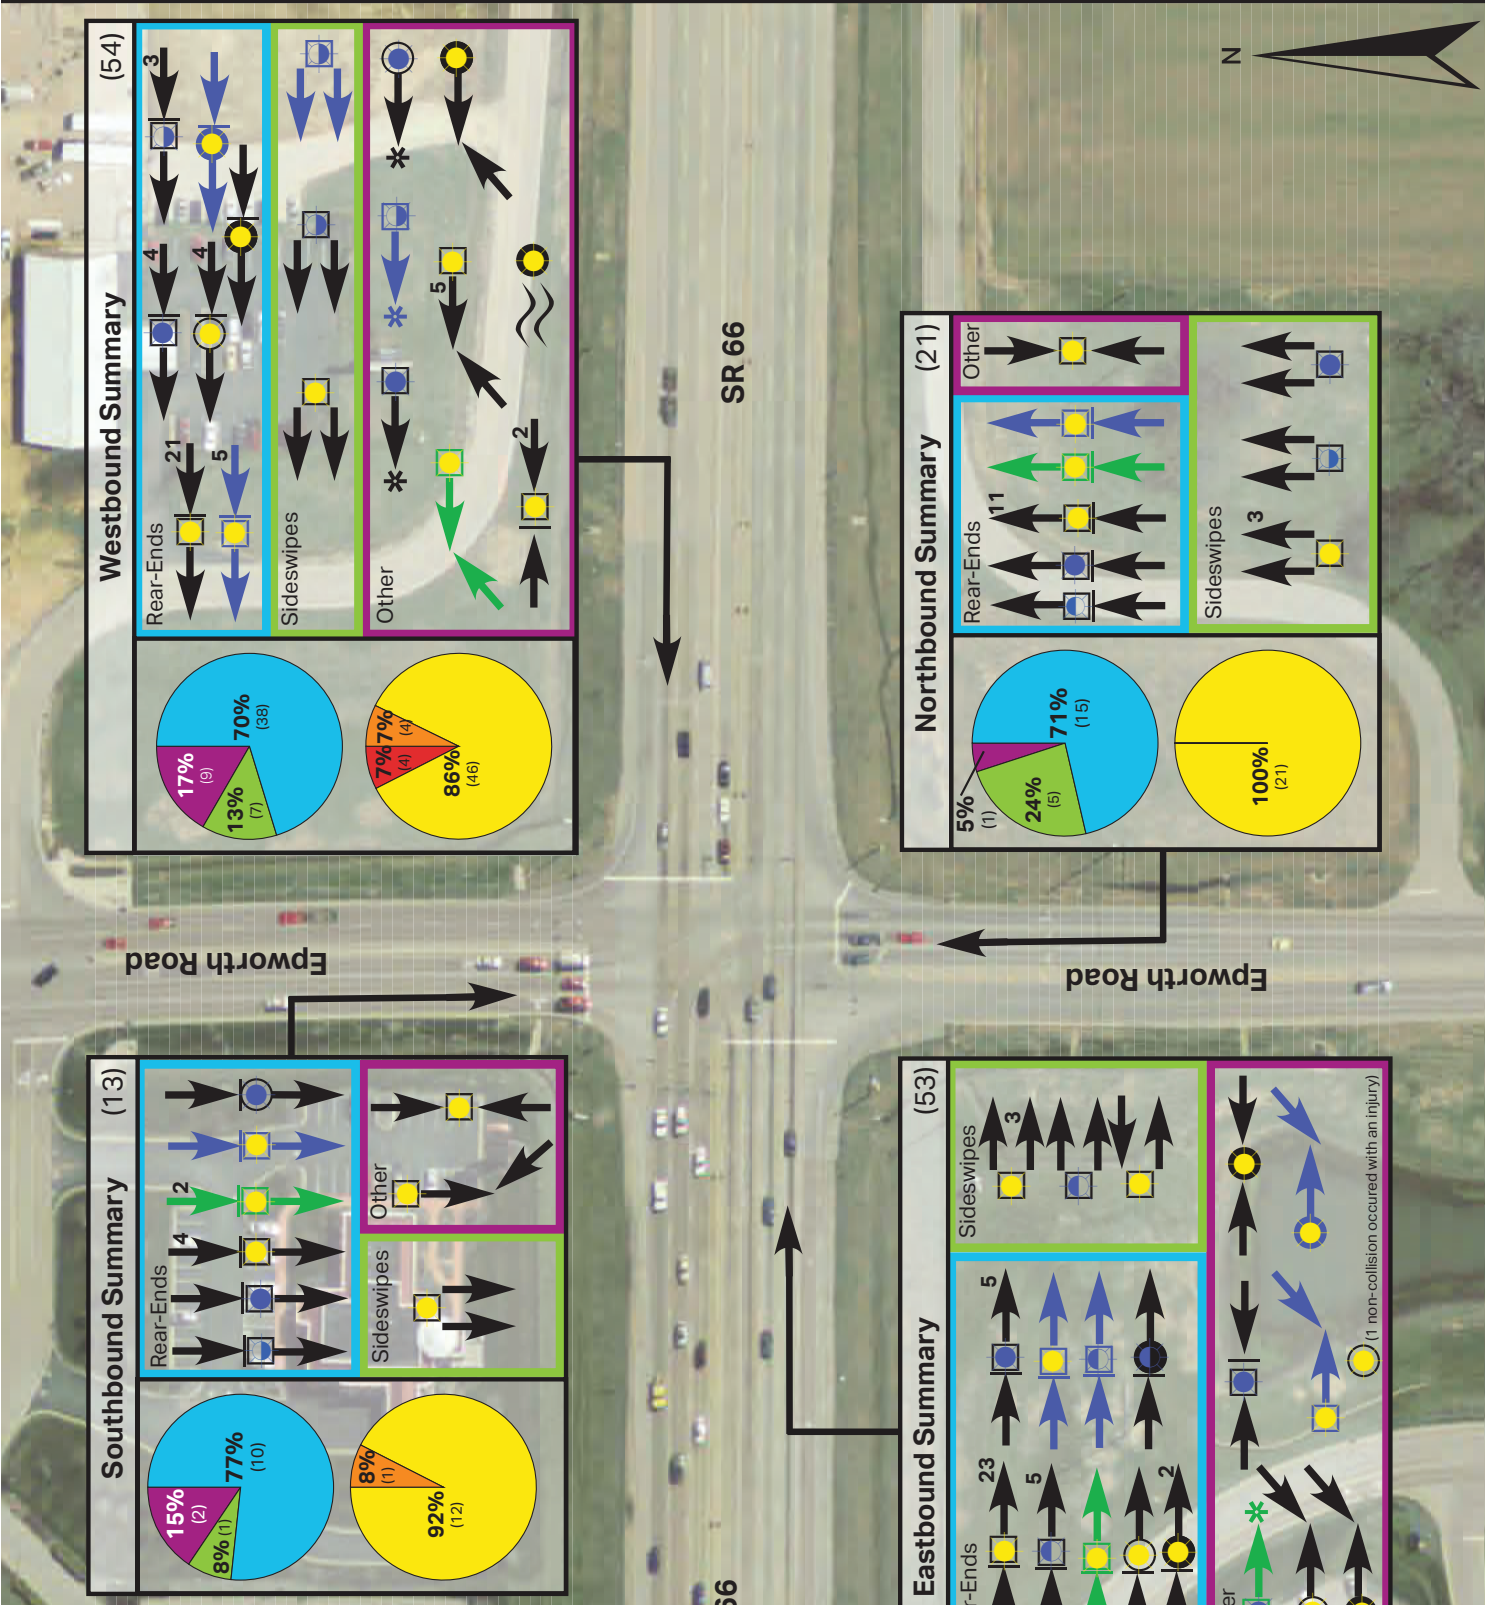 Westbound Summary (54)
Rear-Ends
21
5
4
4
3
Sideswipes
Other
5
2
70%
(38)
17%
(9)
13%
(7)
7%
(4)
7%
(4)
86%
(46)
N
SR 66
Northbound Summary (21)
Rear-Ends
11
Other
Sideswipes
3
71%
(15)
5%
(1)
24%
(5)
100%
(21)
Epworth Road
Epworth Road
Southbound Summary (13)
Rear-Ends
4
2
Sideswipes
Other
77%
(10)
15%
(2)
8% (1)
8%
(1)
92%
(12)
Eastbound Summary (53)
Sideswipes
3
r-Ends
23
5
5
2
er
(1 non-collision occured with an injury)
66